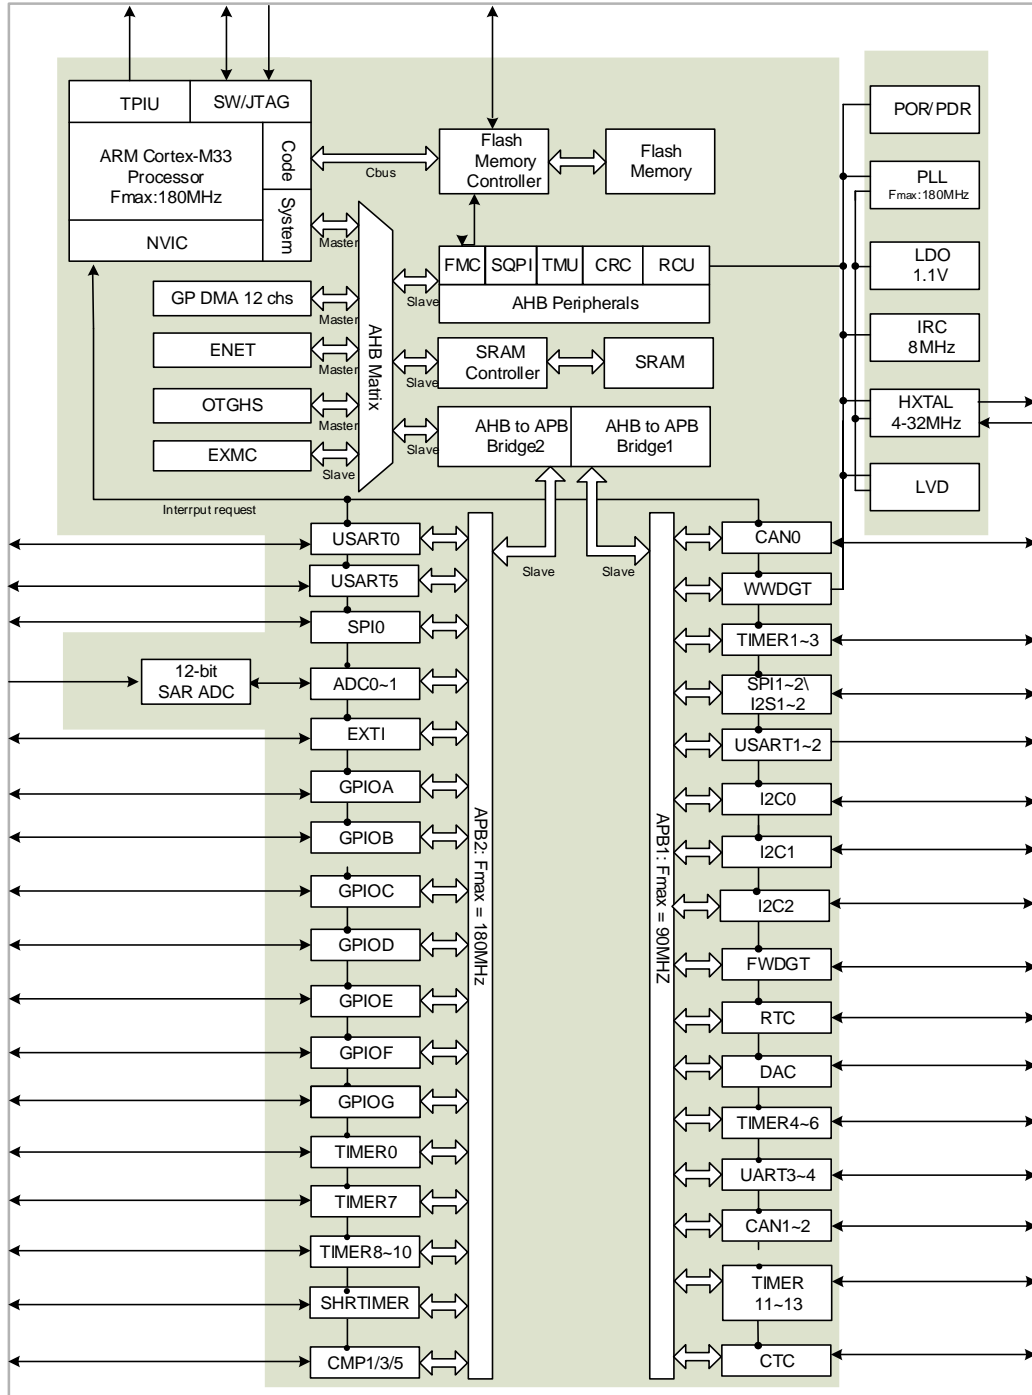 TPIU
SW/JTAG
ARM Cortex-M33
Processor
Fmax:180MHz
Code
System
NVIC
Cbus
Flash
Memory
Controller
Flash
Memory
POR/PDR
PLL
Fmax:180MHz
LDO
1.1V
IRC
8MHz
HXTAL
4-32MHz
LVD
Master
FMC
SQPI
TMU
CRC
RCU
AHB Peripherals
Slave
GP DMA 12 chs
Master
AHB Matrix
ENET
Master
SRAM
Controller
SRAM
Slave
OTGHS
Master
AHB to APB
Bridge2
AHB to APB
Bridge1
Slave
EXMC
Slave
Interrput request
Slave
Slave
USART0
USART5
SPI0
12-bit
SAR ADC
ADC0~1
EXTI
GPIOA
GPIOB
GPIOC
GPIOD
GPIOE
GPIOF
GPIOG
TIMER0
TIMER7
TIMER8~10
SHRTIMER
CMP1/3/5
APB2: Fmax = 180MHz
APB1: Fmax = 90MHZ
CAN0
WWDGT
TIMER1~3
SPI1~2\
I2S1~2
USART1~2
I2C0
I2C1
I2C2
FWDGT
RTC
DAC
TIMER4~6
UART3~4
CAN1~2
TIMER
11~13
CTC